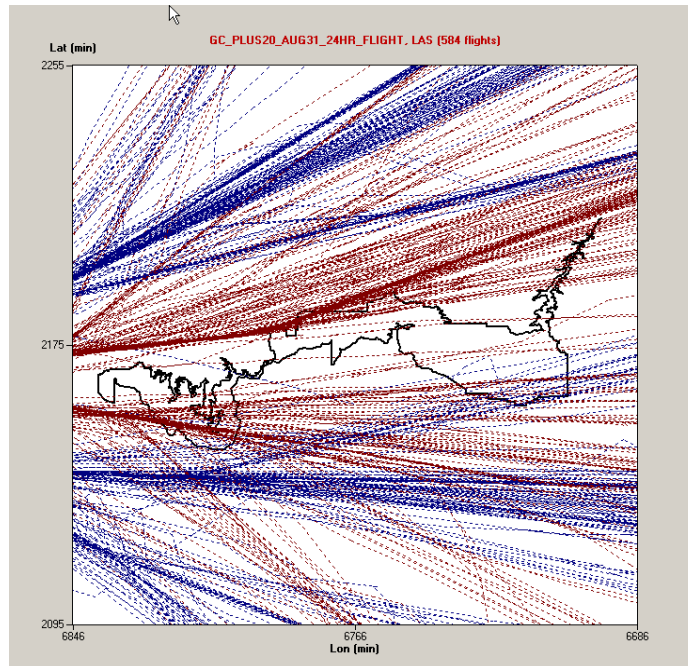 GC_PLUS20_AUG31_24HR_FLIGHT, LAS (584 flights)
Lat (min)
2255
2175
2095
6846
6766
6686
Lon (min)